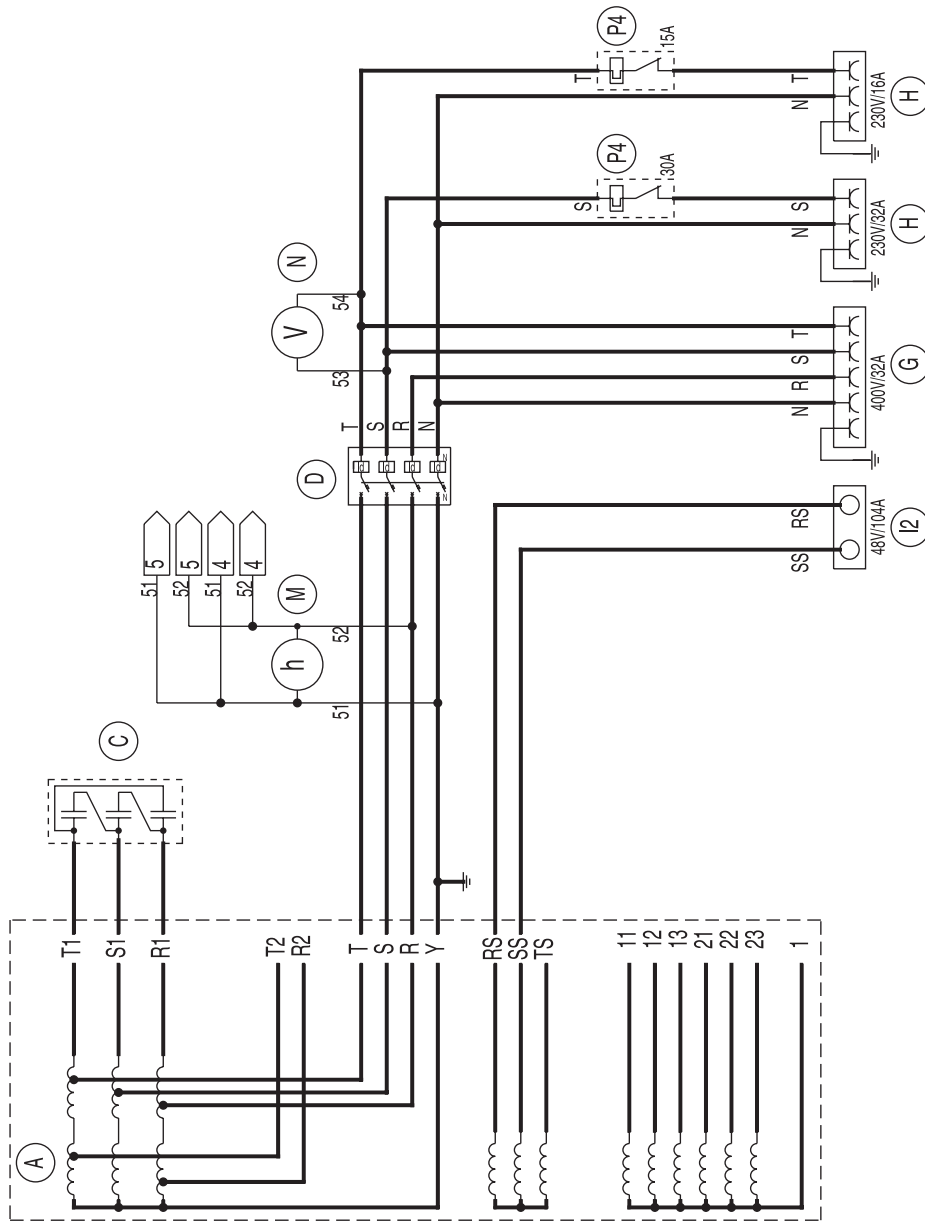 P4
15A
T
T
N
230V/16A
H
P4
30A
S
S
N
230V/32A
H
N
V
54
53
T
S
R
N
D
N
N
T
S
R
N
400V/32A
G
51
5
52
5
51
4
52
4
M
h
52
51
RS
SS
48V/104A
I2
C
A
T1
S1
R1
T2
R2
T
S
R
Y
RS
SS
TS
11
12
13
21
22
23
1